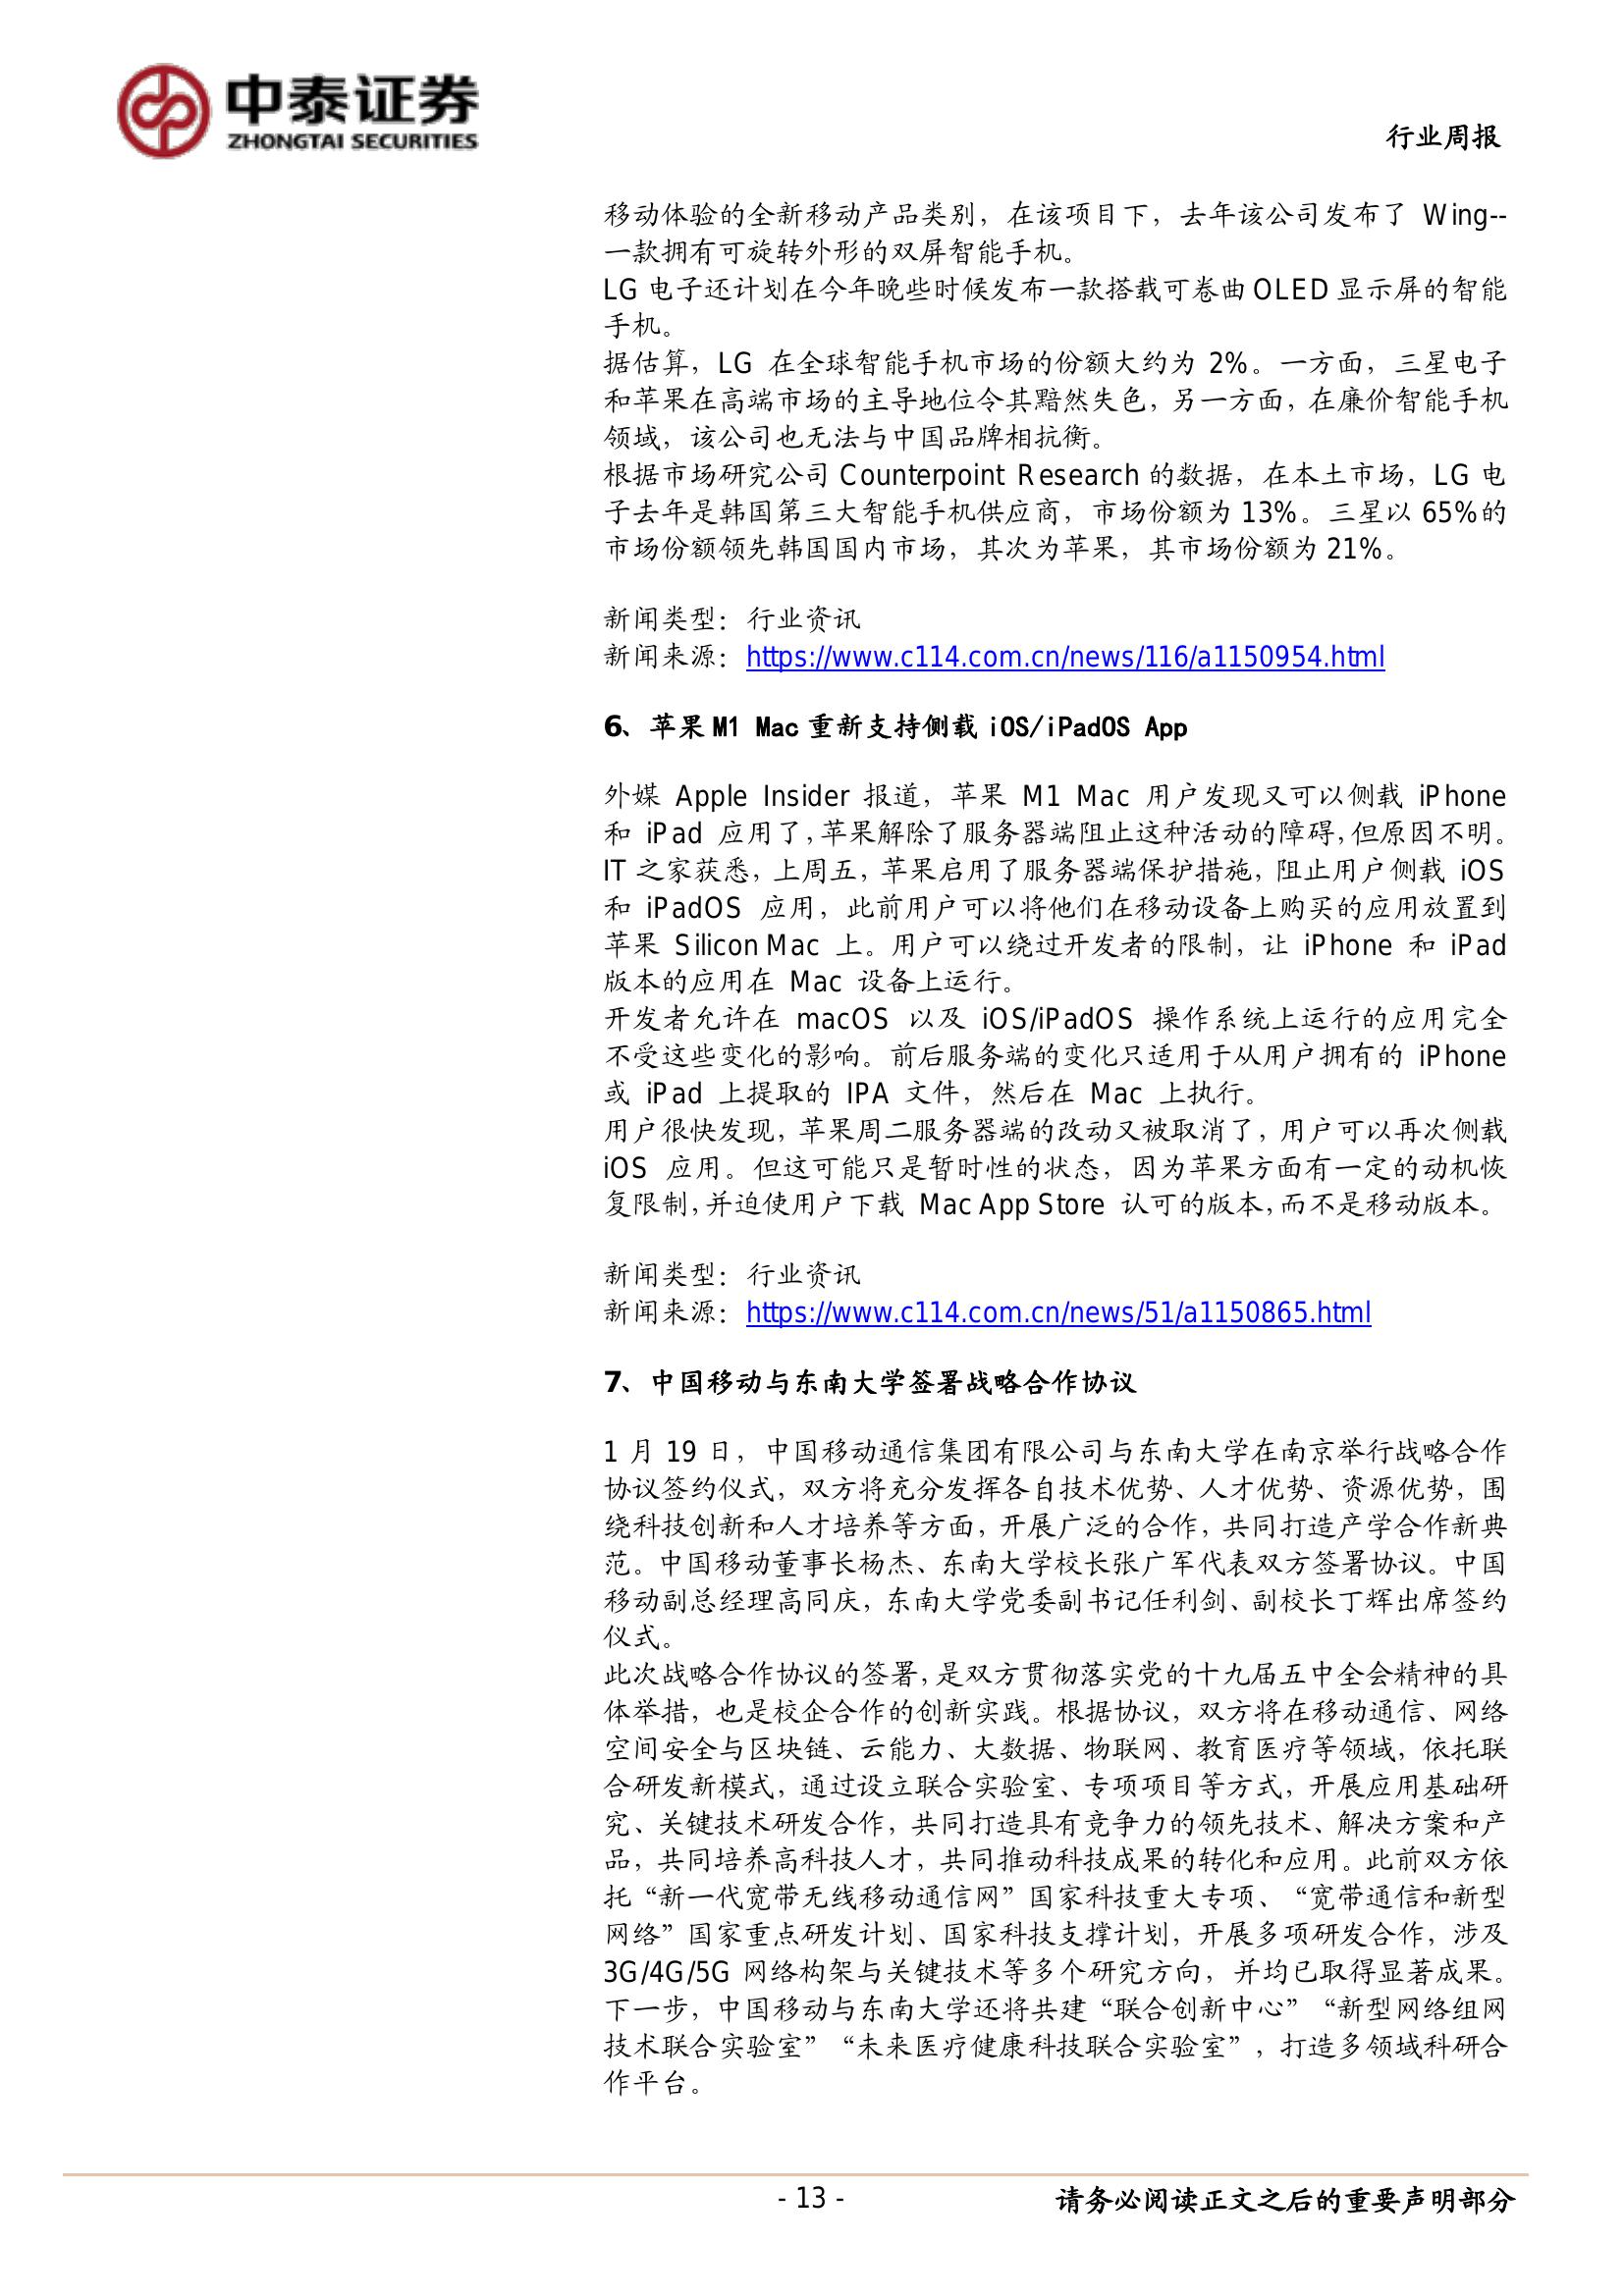 中泰证券
ZHONGTAI SECURITIES
行业周报
移动体验的全新移动产品类别，在该项目下，去年该公司发布了 Wing--
一款拥有可旋转外形的双屏智能手机。
LG 电子还计划在今年晚些时候发布一款搭载可卷曲 OLED 显示屏的智能
手机。
据估算，LG 在全球智能手机市场的份额大约为 2%。一方面，三星电子
和苹果在高端市场的主导地位令其黯然失色，另一方面，在廉价智能手机
领域，该公司也无法与中国品牌相抗衡。
根据市场研究公司 Counterpoint Research 的数据，在本土市场，LG 电
子去年是韩国第三大智能手机供应商，市场份额为 13%。三星以 65%的
市场份额领先韩国国内市场，其次为苹果，其市场份额为 21%。
新闻类型：行业资讯
新闻来源：https://www.c114.com.cn/news/116/a1150954.html
6、苹果 M1 Mac 重新支持侧载 iOS/iPadOS App
外媒 Apple Insider 报道，苹果 M1 Mac 用户发现又可以侧载 iPhone
和 iPad 应用了，苹果解除了服务器端阻止这种活动的障碍，但原因不明。
IT 之家获悉，上周五，苹果启用了服务器端保护措施，阻止用户侧载 iOS
和 iPadOS 应用，此前用户可以将他们在移动设备上购买的应用放置到
苹果 Silicon Mac 上。用户可以绕过开发者的限制，让 iPhone 和 iPad
版本的应用在 Mac 设备上运行。
开发者允许在 macOS 以及 iOS/iPadOS 操作系统上运行的应用完全
不受这些变化的影响。前后服务端的变化只适用于从用户拥有的 iPhone
或 iPad 上提取的 IPA 文件，然后在 Mac 上执行。
用户很快发现，苹果周二服务器端的改动又被取消了，用户可以再次侧载
iOS 应用。但这可能只是暂时性的状态，因为苹果方面有一定的动机恢
复限制，并迫使用户下载 Mac App Store 认可的版本，而不是移动版本。
新闻类型：行业资讯
新闻来源：https://www.c114.com.cn/news/51/a1150865.html
7、中国移动与东南大学签署战略合作协议
1 月 19 日，中国移动通信集团有限公司与东南大学在南京举行战略合作
协议签约仪式，双方将充分发挥各自技术优势、人才优势、资源优势，围
绕科技创新和人才培养等方面，开展广泛的合作，共同打造产学合作新典
范。中国移动董事长杨杰、东南大学校长张广军代表双方签署协议。中国
移动副总经理高同庆，东南大学党委副书记任利剑、副校长丁辉出席签约
仪式。
此次战略合作协议的签署，是双方贯彻落实党的十九届五中全会精神的具
体举措，也是校企合作的创新实践。根据协议，双方将在移动通信、网络
空间安全与区块链、云能力、大数据、物联网、教育医疗等领域，依托联
合研发新模式，通过设立联合实验室、专项项目等方式，开展应用基础研
究、关键技术研发合作，共同打造具有竞争力的领先技术、解决方案和产
品，共同培养高科技人才，共同推动科技成果的转化和应用。此前双方依
托“新一代宽带无线移动通信网”国家科技重大专项、“宽带通信和新型
网络”国家重点研发计划、国家科技支撑计划，开展多项研发合作，涉及
3G/4G/5G 网络构架与关键技术等多个研究方向，并均已取得显著成果。
下一步，中国移动与东南大学还将共建“联合创新中心”“新型网络组网
技术联合实验室”“未来医疗健康科技联合实验室”，打造多领域科研合
作平台。
- 13 -
请务必阅读正文之后的重要声明部分